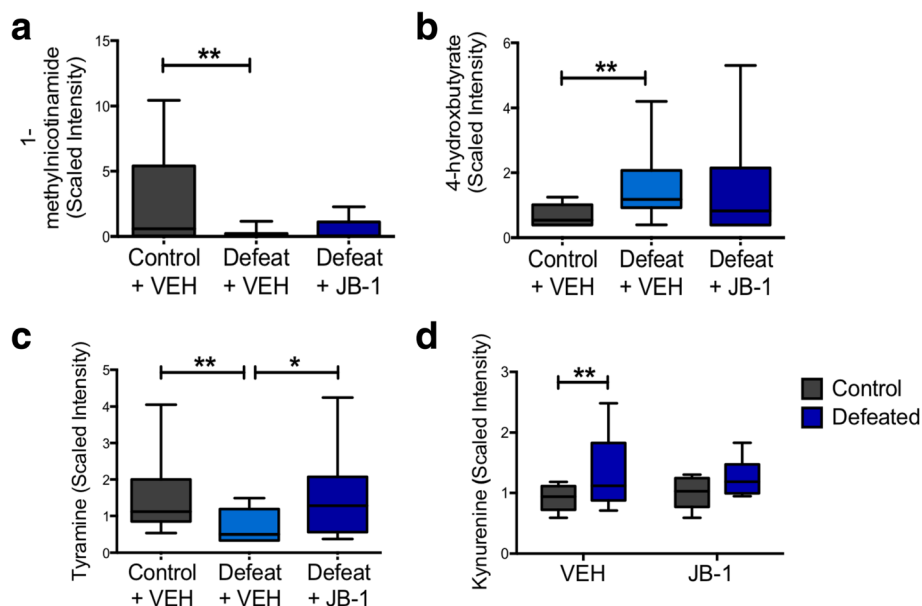 a
1-
methylnicotinamide
(Scaled Intensity)
15
10
5
0
**
Control
+ VEH
Defeat
+ VEH
Defeat
+ JB-1
b
4-hydroxbutyrate
(Scaled Intensity)
6
4
2
0
**
Control
+ VEH
Defeat
+ VEH
Defeat
+ JB-1
c
Tyramine (Scaled Intensity)
5
4
3
2
1
0
**
*
Control
+ VEH
Defeat
+ VEH
Defeat
+ JB-1
d
Kynurenine (Scaled Intensity)
3
2
1
0
**
VEH
JB-1
Control
Defeated